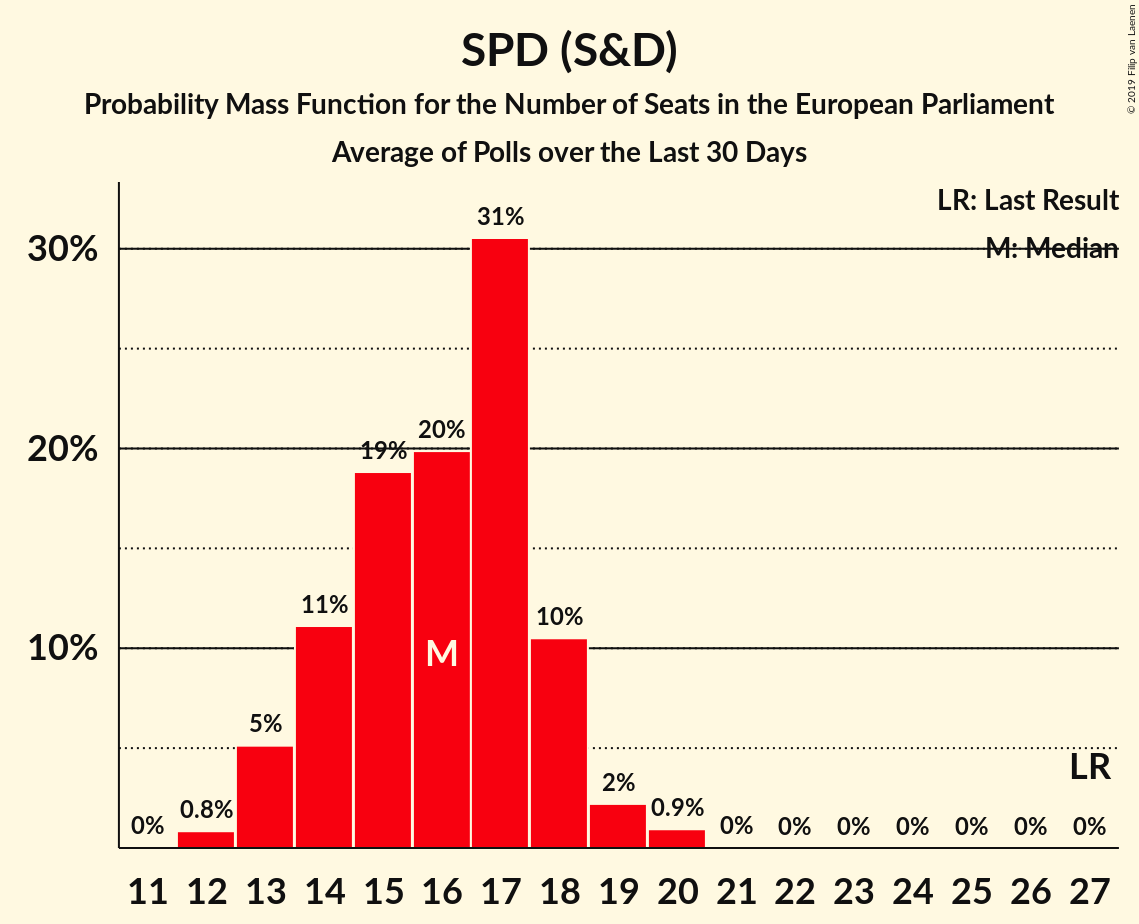 SPD (S&D)
Probability Mass Function for the Number of Seats in the European Parliament
Average of Polls over the Last 30 Days
© 2019 Filip van Laenen
LR: Last Result
M: Median
31%
30%
20%
19%
20%
11%
10%
M
10%
5%
LR
0%
0.8%
2%
0.9%
0%
0%
0%
0%
0%
0%
0%
11 12 13 14 15 16 17 18 19 20 21 22 23 24 25 26 27